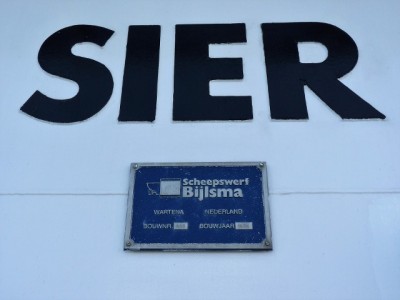 SIER
Scheepswerf
Bijlsma
WARTENA NEDERLAND
BOUWNR. BOUWJAAR